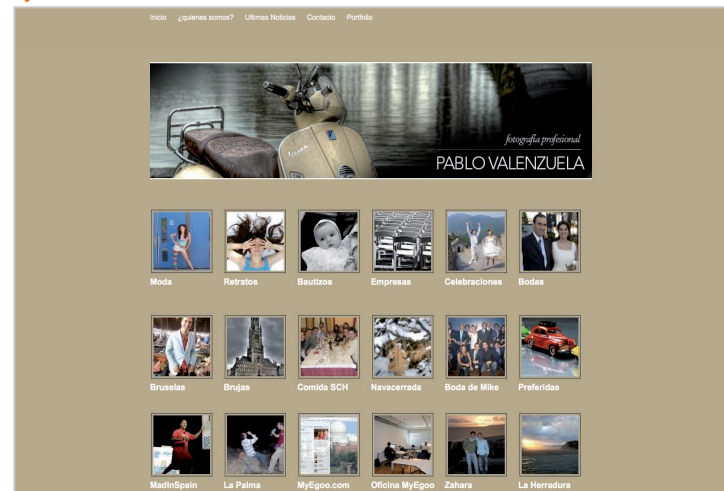 Inicio ¿quienes somos? Ultimas Noticias Contacto Portfolio
fotografía profesional
PABLO VALENZUELA
Moda Retratos Bautizos Empresas Celebraciones Bodas
Bruselas Brujas Comida SCH Navacerrada Boda de Mike Preferidas
MadInSpain La Palma MyEgoo.com Oficina MyEgoo Zahara La Herradura